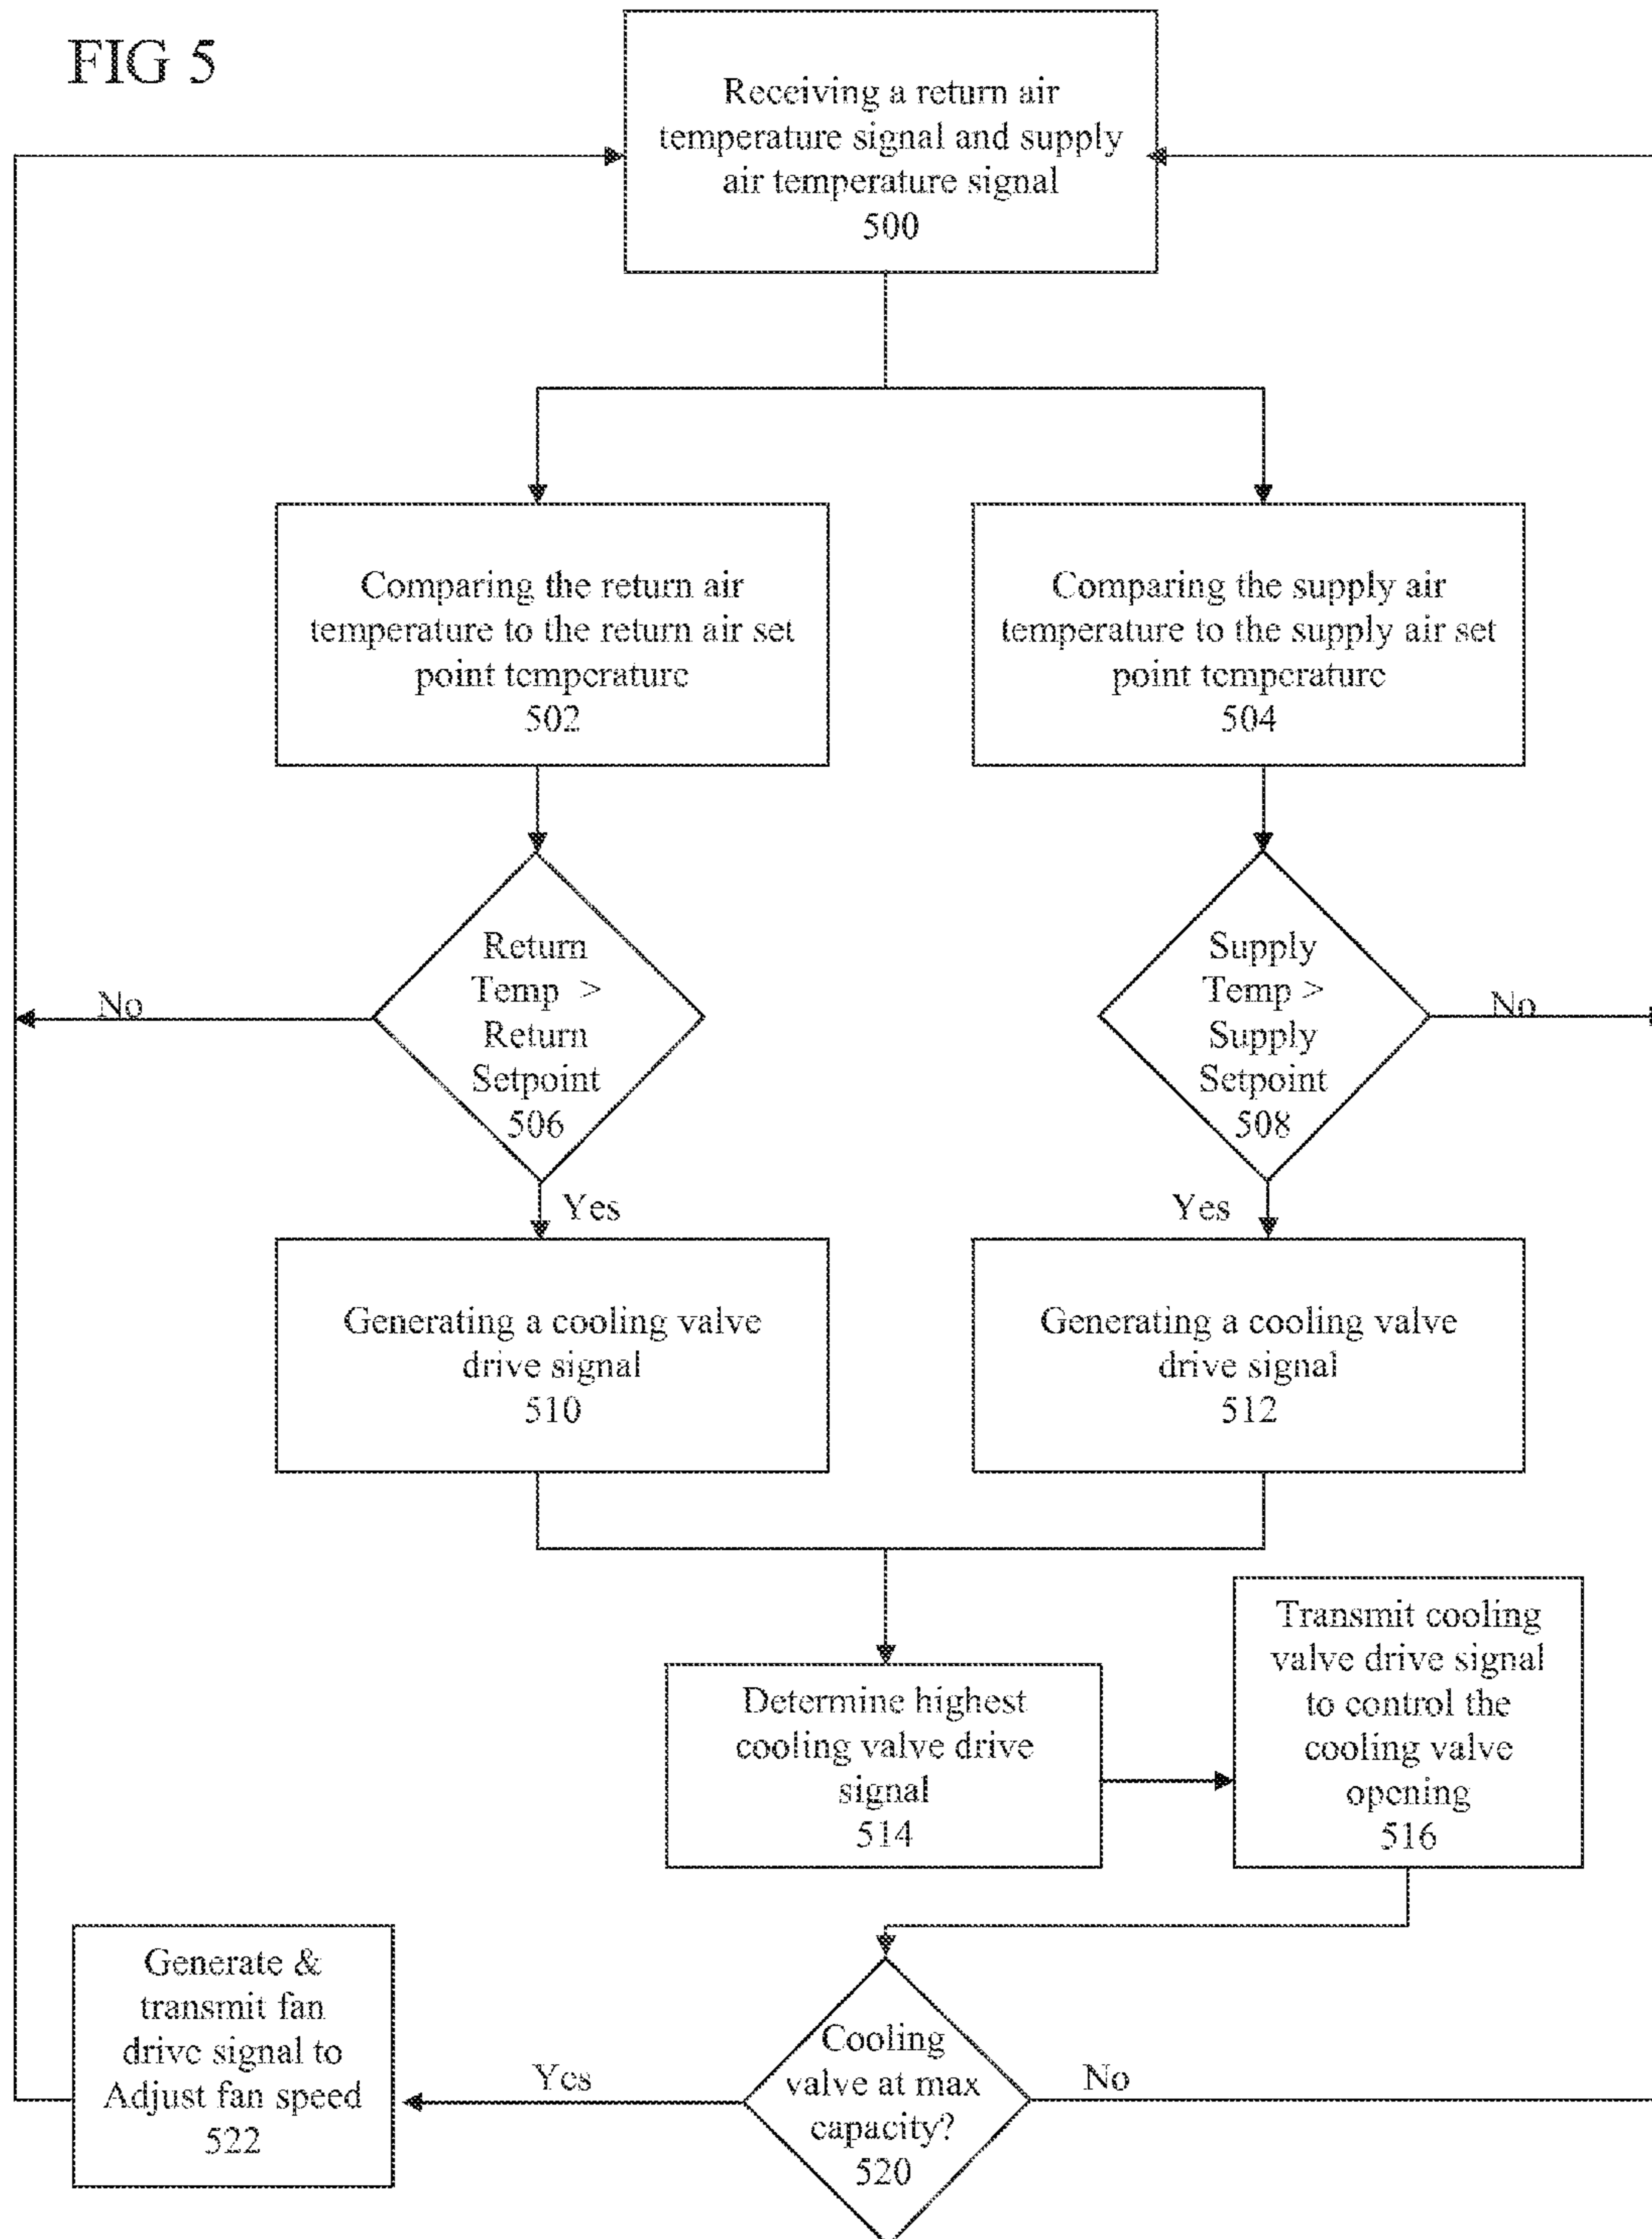 FIG 5
Receiving a return air
temperature signal and supply
air temperature signal
500
Comparing the return air
temperature to the return air set
point temperature
502
Comparing the supply air
temperature to the supply air set
point temperature
504
Return
Temp >
Return
Setpoint
506
No
Yes
Supply
Temp >
Supply
Setpoint
508
No
Yes
Generating a cooling valve
drive signal
510
Generating a cooling valve
drive signal
512
Determine highest
cooling valve drive
signal
514
Transmit cooling
valve drive signal
to control the
cooling valve
opening
516
Cooling
valve at max
capacity?
520
Yes
No
Generate &
transmit fan
drive signal to
Adjust fan speed
522